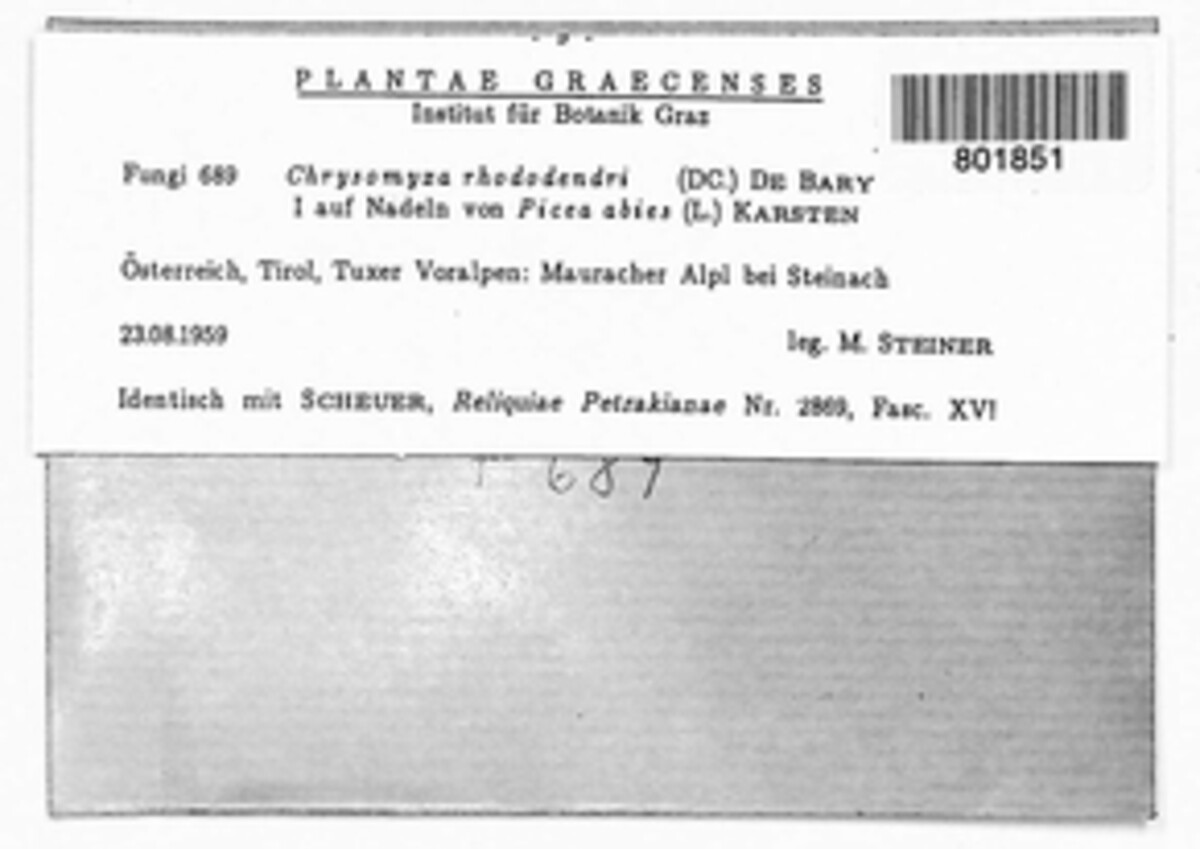 - 9 -
PLANTAE GRAECENSES
Institut für Botanik Graz
801851
Fungi 689 Chrysomyxa rhododendri (DC.) DE BARY
I auf Nadeln von Picea abies (L.) KARSTEN
Österreich, Tirol, Tuxer Voralpen: Mauracher Alpl bei Steinach
23.08.1959 leg. M. STEINER
Identisch mit SCHEUER, Reliquiae Petrakianae Nr. 2869, Fasc. XVI
687